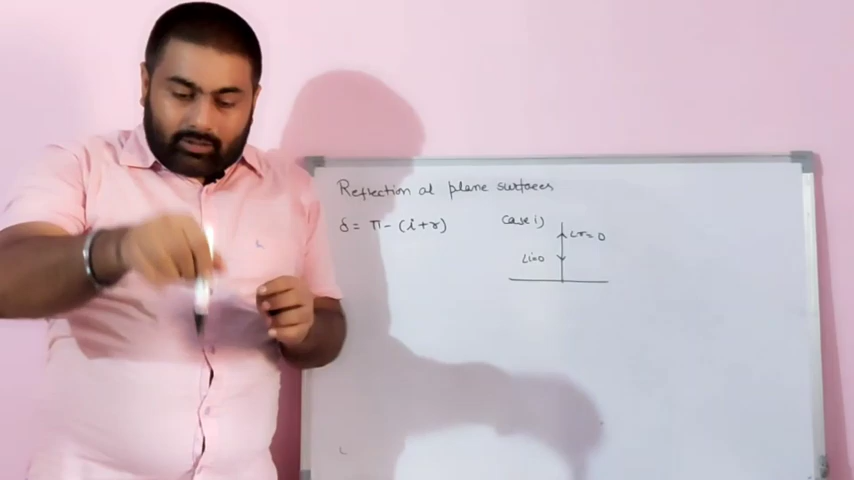 Reflection at plane surfaces
δ = π - (i+r)
Case i)
∠r = 0
∠i=0